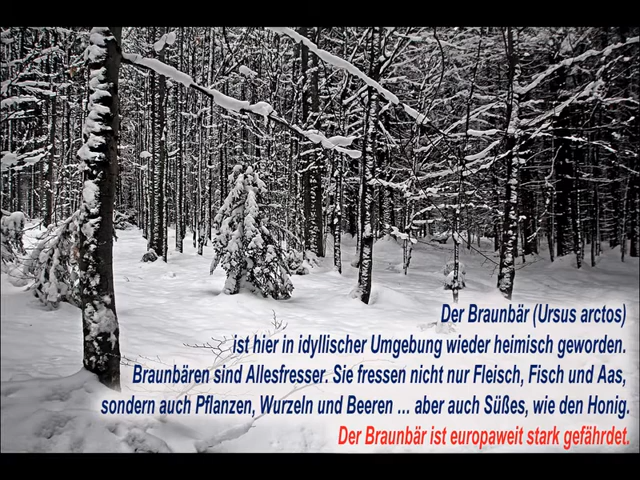 Der Braunbär (Ursus arctos)
ist hier in idyllischer Umgebung wieder heimisch geworden.
Braunbären sind Allesfresser. Sie fressen nicht nur Fleisch, Fisch und Aas,
sondern auch Pflanzen, Wurzeln und Beeren ... aber auch Süßes, wie den Honig.
Der Braunbär ist europaweit stark gefährdet.